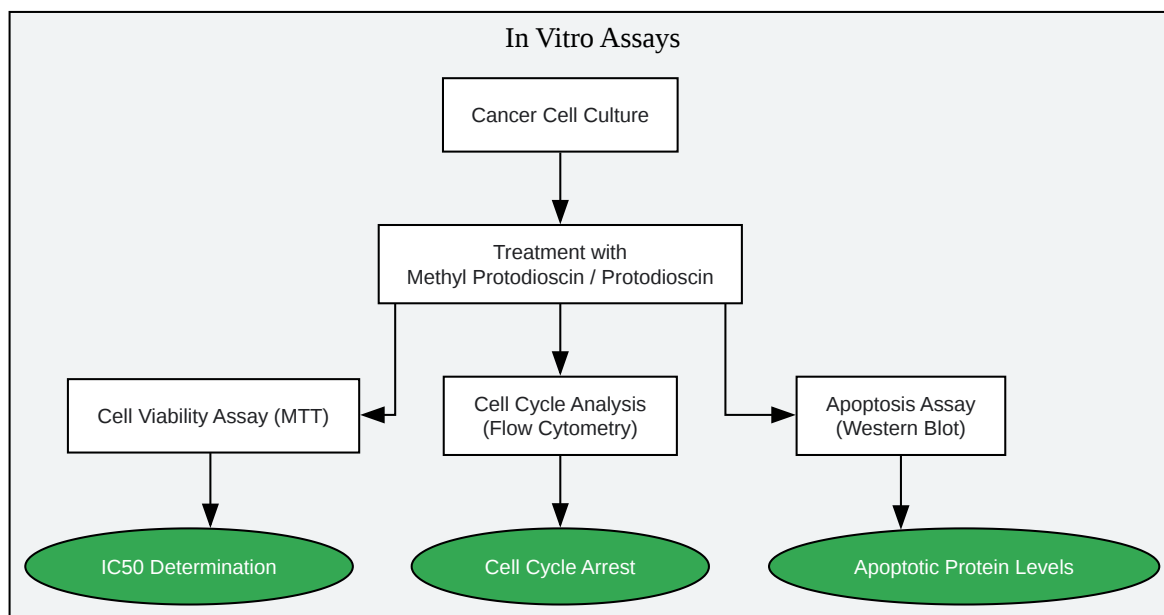 In Vitro Assays
Cancer Cell Culture
Treatment with
Methyl Protodioscin / Protodioscin
Cell Viability Assay (MTT)
Cell Cycle Analysis
(Flow Cytometry)
Apoptosis Assay
(Western Blot)
IC50 Determination
Cell Cycle Arrest
Apoptotic Protein Levels